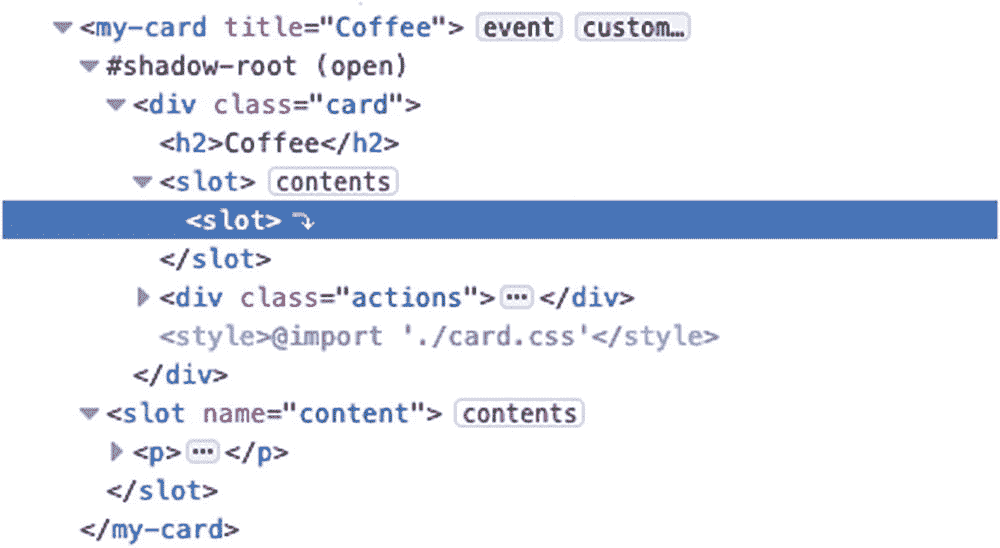 <my-card title="Coffee"> event custom…
#shadow-root (open)
<div class="card">
<h2>Coffee</h2>
<slot> contents
<slot>
</slot>
<div class="actions"> ••• </div>
<style>@import './card.css'</style>
</div>
<slot name="content"> contents
<p> ••• </p>
</slot>
</my-card>